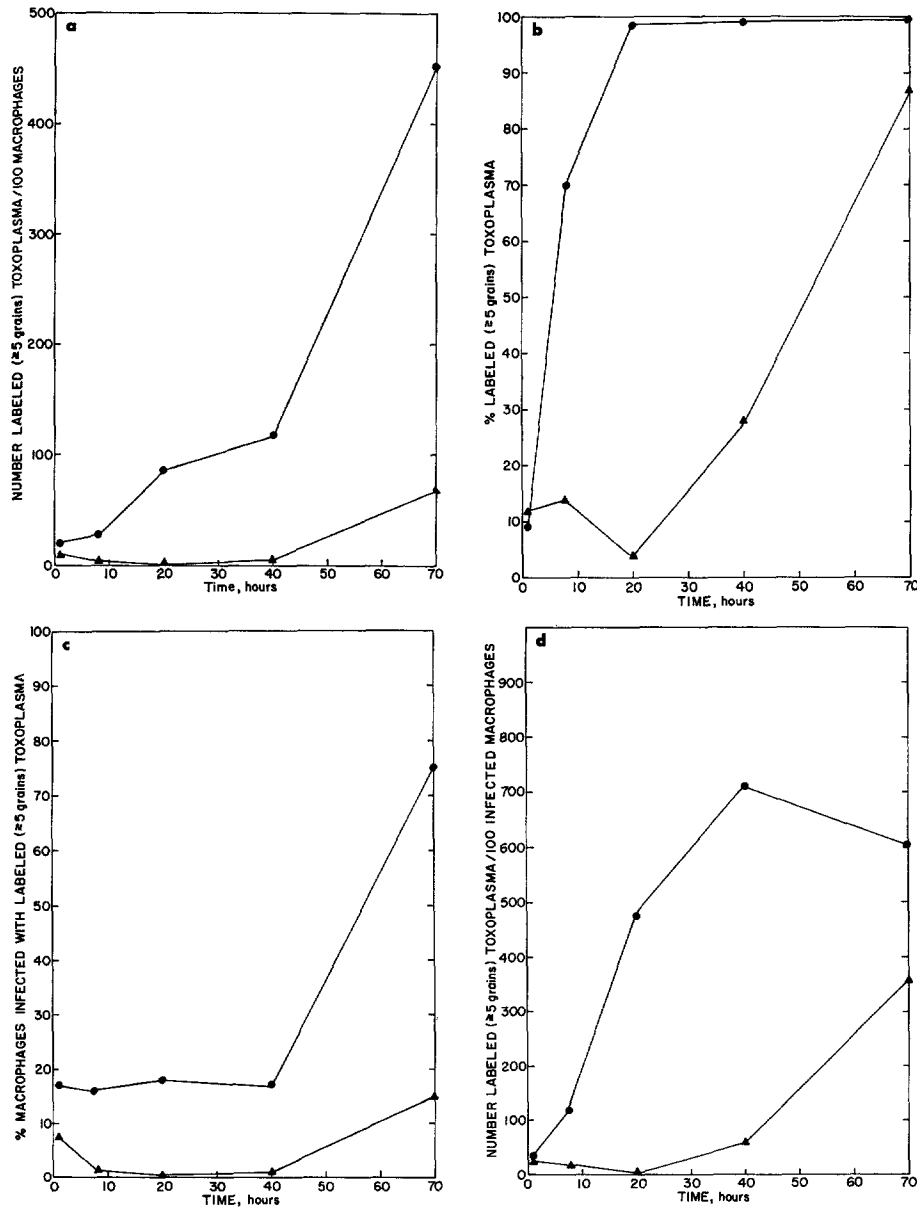 a
500
400
300
200
100
0
NUMBER LABELED (≥5 grains) TOXOPLASMA/100 MACROPHAGES
0 10 20 30 40 50 60 70
Time, hours
b
100
90
80
70
60
50
40
30
20
10
0
% LABELED (≥5 grains) TOXOPLASMA
0 10 20 30 40 50 60 70
TIME, hours
c
100
90
80
70
60
50
40
30
20
10
0
% MACROPHAGES INFECTED WITH LABELED (≥5 grains) TOXOPLASMA
0 10 20 30 40 50 60 70
TIME, hours
d
900
800
700
600
500
400
300
200
100
0
NUMBER LABELED (≥5 grains) TOXOPLASMA/100 INFECTED MACROPHAGES
0 10 20 30 40 50 60 70
TIME, hours